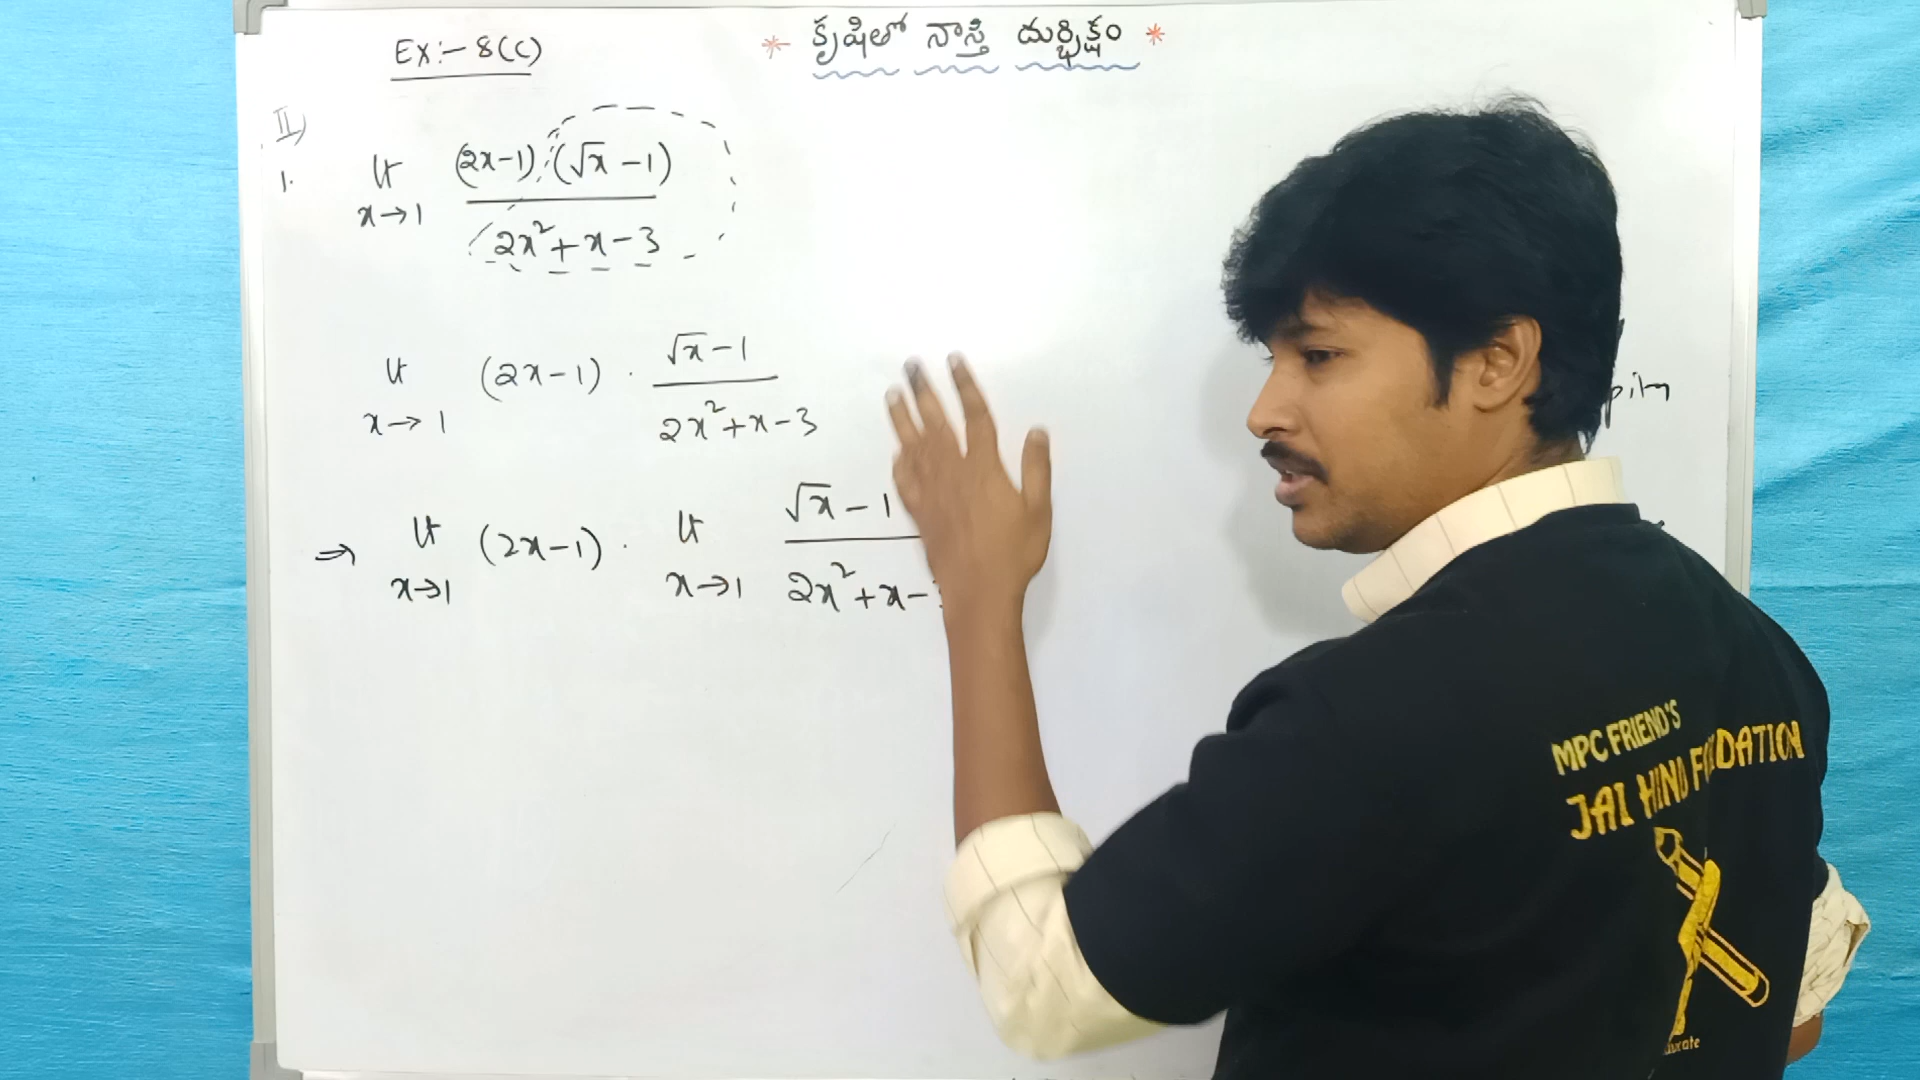 Ex:- 8(c)
* కృషితో నాస్తి దుర్భిక్షం *
II)
1. lt x→1 (2x-1) (√x -1) / 2x²+x-3
lt x→1 (2x-1) . √x-1 / 2x²+x-3
⇒ lt x→1 (2x-1) . lt x→1 √x-1 / 2x²+x-
MPC FRIEND'S
JAI HIND